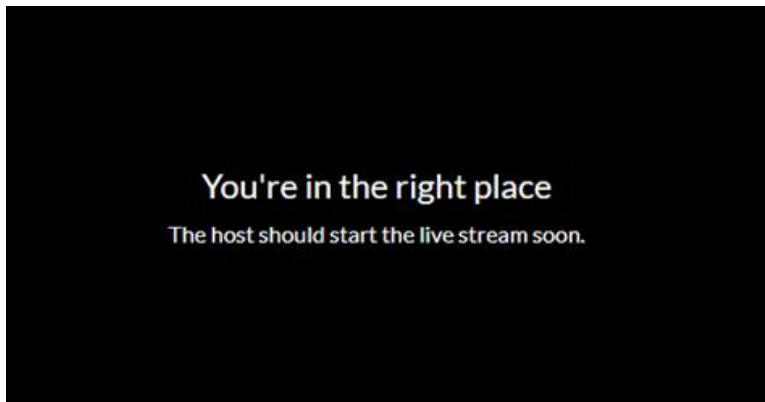 You're in the right place
The host should start the live stream soon.